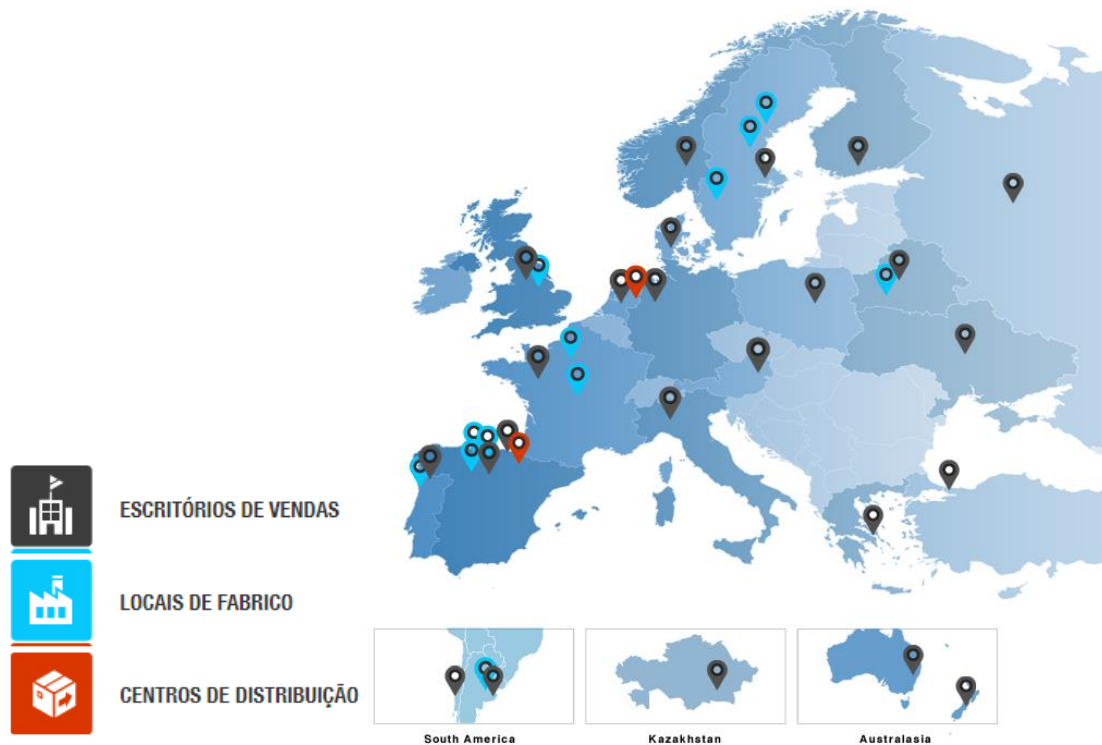 ESCRITÓRIOS DE VENDAS
LOCAIS DE FABRICO
CENTROS DE DISTRIBUIÇÃO
South America
Kazakhstan
Australasia